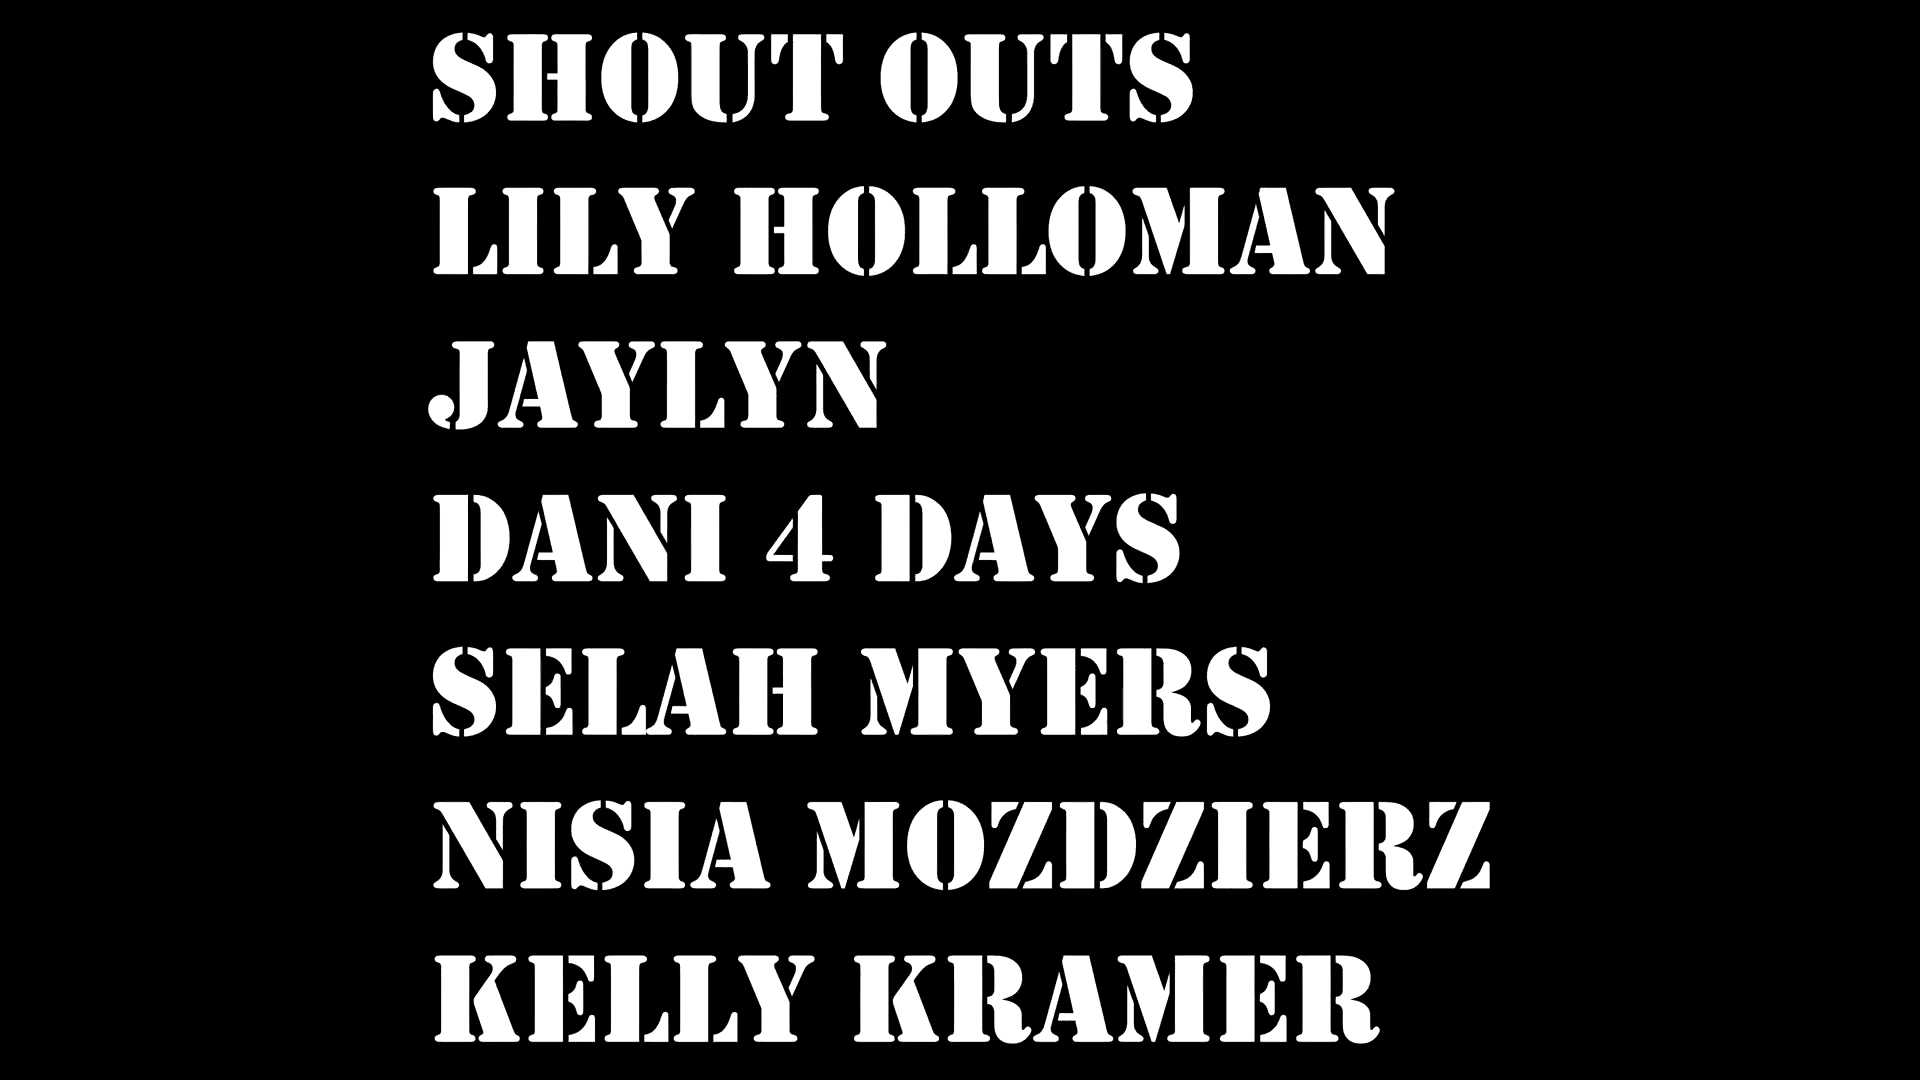 SHOUT OUTS
LILY HOLLOMAN
JAYLYN
DANI 4 DAYS
SELAH MYERS
NISIA MOZDZIERZ
KELLY KRAMER